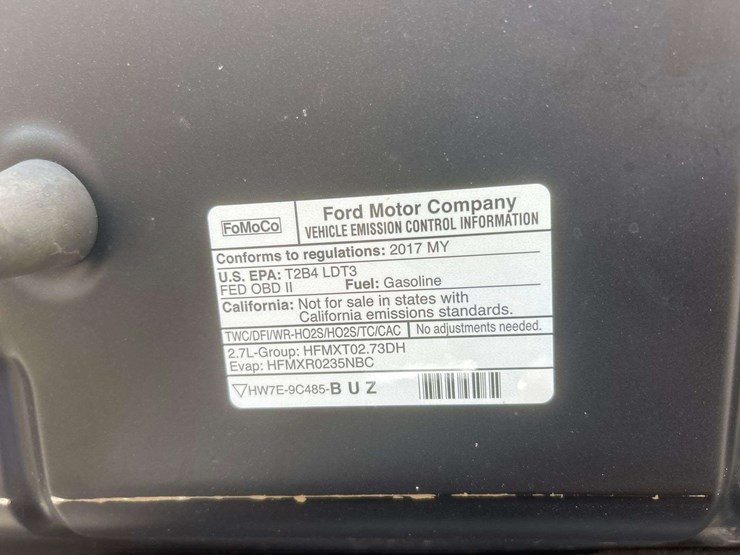 FoMoCo
Ford Motor Company
VEHICLE EMISSION CONTROL INFORMATION
Conforms to regulations: 2017 MY
U.S. EPA: T2B4 LDT3
FED OBD II Fuel: Gasoline
California: Not for sale in states with
California emissions standards.
TWC/DFI/WR-HO2S/HO2S/TC/CAC No adjustments needed.
2.7L-Group: HFMXT02.73DH
Evap: HFMXR0235NBC
▽HW7E-9C485-BUZ